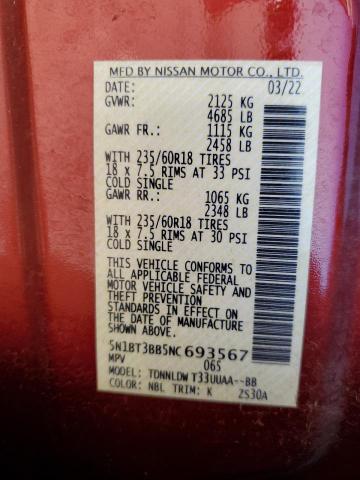 MFD BY NISSAN MOTOR CO., LTD.
DATE: 03/22
GVWR: 2125 KG
4685 LB
GAWR FR.: 1115 KG
2458 LB
WITH 235/60R18 TIRES
18 x 7.5 RIMS AT 33 PSI
COLD SINGLE
GAWR RR.: 1065 KG
2348 LB
WITH 235/60R18 TIRES
18 x 7.5 RIMS AT 30 PSI
COLD SINGLE
THIS VEHICLE CONFORMS TO
ALL APPLICABLE FEDERAL
MOTOR VEHICLE SAFETY AND
THEFT PREVENTION
STANDARDS IN EFFECT ON
THE DATE OF MANUFACTURE
SHOWN ABOVE.
5N1BT3BB5NC693567
MPV 065
MODEL: TDNNLDW T33UUAA--BB
COLOR: NBL TRIM: K 2S30A